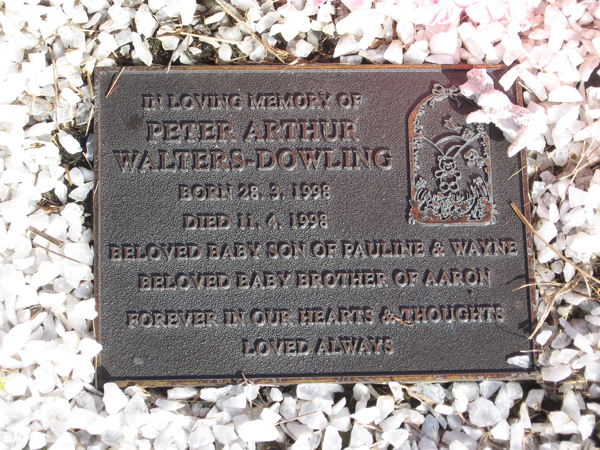 IN LOVING MEMORY OF
PETER ARTHUR
WALTERS-DOWLING
BORN 28. 3. 1998
DIED 11. 4. 1998
BELOVED BABY SON OF PAULINE & WAYNE
BELOVED BABY BROTHER OF AARON
FOREVER IN OUR HEARTS & THOUGHTS
LOVED ALWAYS